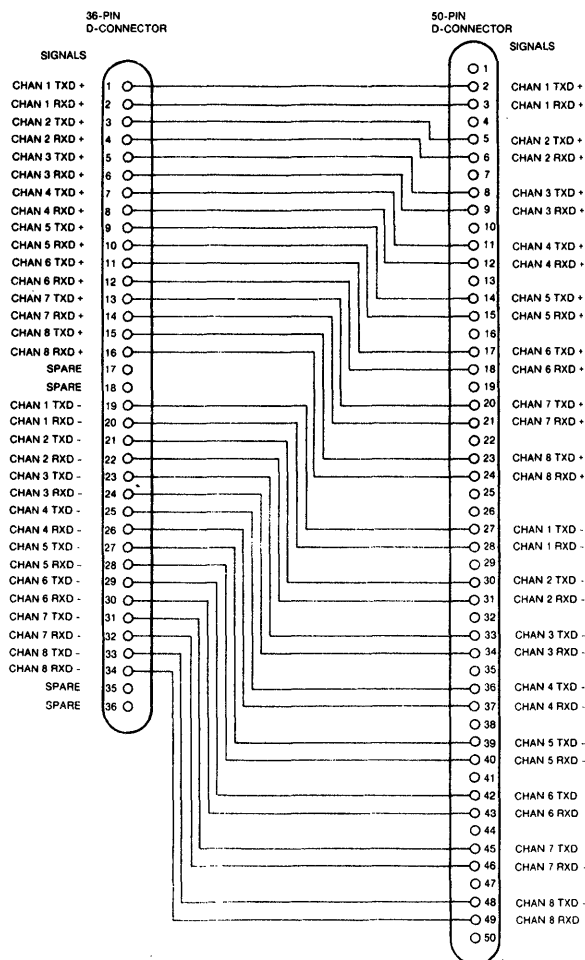 36-PIN
D-CONNECTOR
SIGNALS
CHAN 1 TXD + 1
CHAN 1 RXD + 2
CHAN 2 TXD + 3
CHAN 2 RXD + 4
CHAN 3 TXD + 5
CHAN 3 RXD + 6
CHAN 4 TXD + 7
CHAN 4 RXD + 8
CHAN 5 TXD + 9
CHAN 5 RXD + 10
CHAN 6 TXD + 11
CHAN 6 RXD + 12
CHAN 7 TXD + 13
CHAN 7 RXD + 14
CHAN 8 TXD + 15
CHAN 8 RXD + 16
SPARE 17
SPARE 18
CHAN 1 TXD - 19
CHAN 1 RXD - 20
CHAN 2 TXD - 21
CHAN 2 RXD - 22
CHAN 3 TXD - 23
CHAN 3 RXD - 24
CHAN 4 TXD - 25
CHAN 4 RXD - 26
CHAN 5 TXD - 27
CHAN 5 RXD - 28
CHAN 6 TXD - 29
CHAN 6 RXD - 30
CHAN 7 TXD - 31
CHAN 7 RXD - 32
CHAN 8 TXD - 33
CHAN 8 RXD - 34
SPARE 35
SPARE 36
50-PIN
D-CONNECTOR
SIGNALS
1
2 CHAN 1 TXD +
3 CHAN 1 RXD +
4
5 CHAN 2 TXD +
6 CHAN 2 RXD +
7
8 CHAN 3 TXD +
9 CHAN 3 RXD +
10
11 CHAN 4 TXD +
12 CHAN 4 RXD +
13
14 CHAN 5 TXD +
15 CHAN 5 RXD +
16
17 CHAN 6 TXD +
18 CHAN 6 RXD +
19
20 CHAN 7 TXD +
21 CHAN 7 RXD +
22
23 CHAN 8 TXD +
24 CHAN 8 RXD +
25
26
27 CHAN 1 TXD -
28 CHAN 1 RXD -
29
30 CHAN 2 TXD -
31 CHAN 2 RXD -
32
33 CHAN 3 TXD -
34 CHAN 3 RXD -
35
36 CHAN 4 TXD -
37 CHAN 4 RXD -
38
39 CHAN 5 TXD -
40 CHAN 5 RXD -
41
42 CHAN 6 TXD
43 CHAN 6 RXD
44
45 CHAN 7 TXD
46 CHAN 7 RXD -
47
48 CHAN 8 TXD -
49 CHAN 8 RXD
50